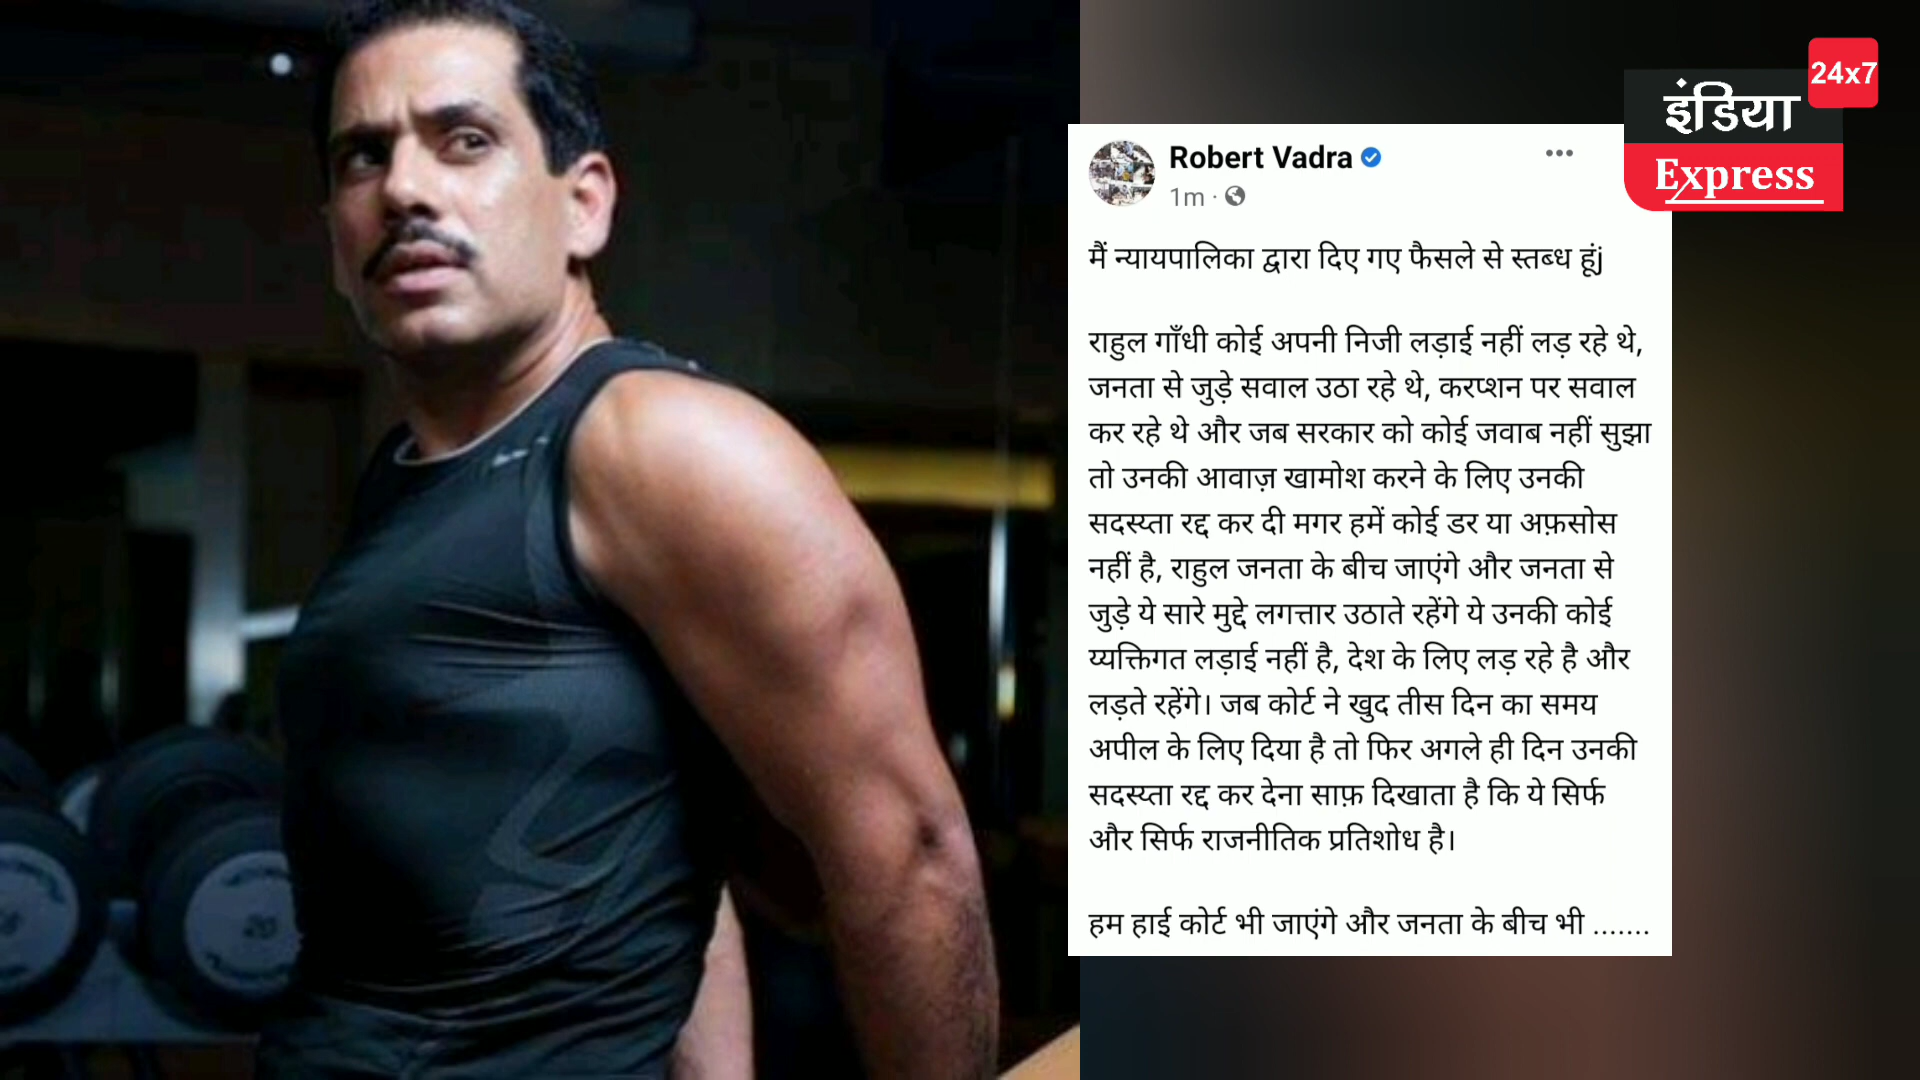 24x7
इंडिया
Express
Robert Vadra
1m ·
मैं न्यायपालिका द्वारा दिए गए फैसले से स्तब्ध हूंj
राहुल गाँधी कोई अपनी निजी लड़ाई नहीं लड़ रहे थे,
जनता से जुड़े सवाल उठा रहे थे, करप्शन पर सवाल
कर रहे थे और जब सरकार को कोई जवाब नहीं सुझा
तो उनकी आवाज़ खामोश करने के लिए उनकी
सदस्य्ता रद्द कर दी मगर हमें कोई डर या अफ़सोस
नहीं है, राहुल जनता के बीच जाएंगे और जनता से
जुड़े ये सारे मुद्दे लगत्तार उठाते रहेंगे ये उनकी कोई
य्यक्तिगत लड़ाई नहीं है, देश के लिए लड़ रहे है और
लड़ते रहेंगे। जब कोर्ट ने खुद तीस दिन का समय
अपील के लिए दिया है तो फिर अगले ही दिन उनकी
सदस्य्ता रद्द कर देना साफ़ दिखाता है कि ये सिर्फ
और सिर्फ राजनीतिक प्रतिशोध है।
हम हाई कोर्ट भी जाएंगे और जनता के बीच भी .......
20